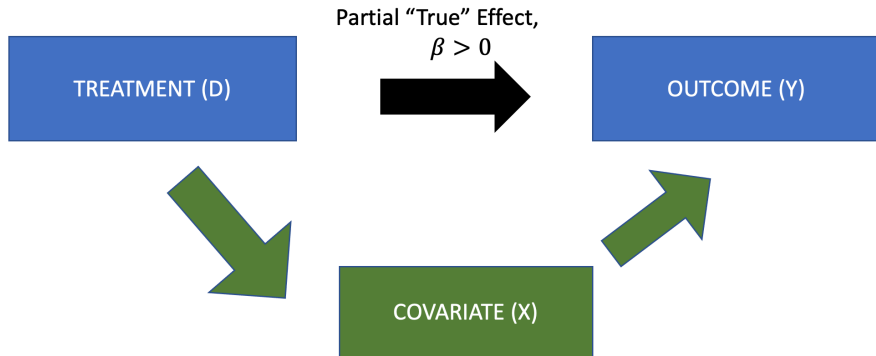 Partial “True” Effect,
𝛽 > 0
TREATMENT (D)
OUTCOME (Y)
COVARIATE (X)